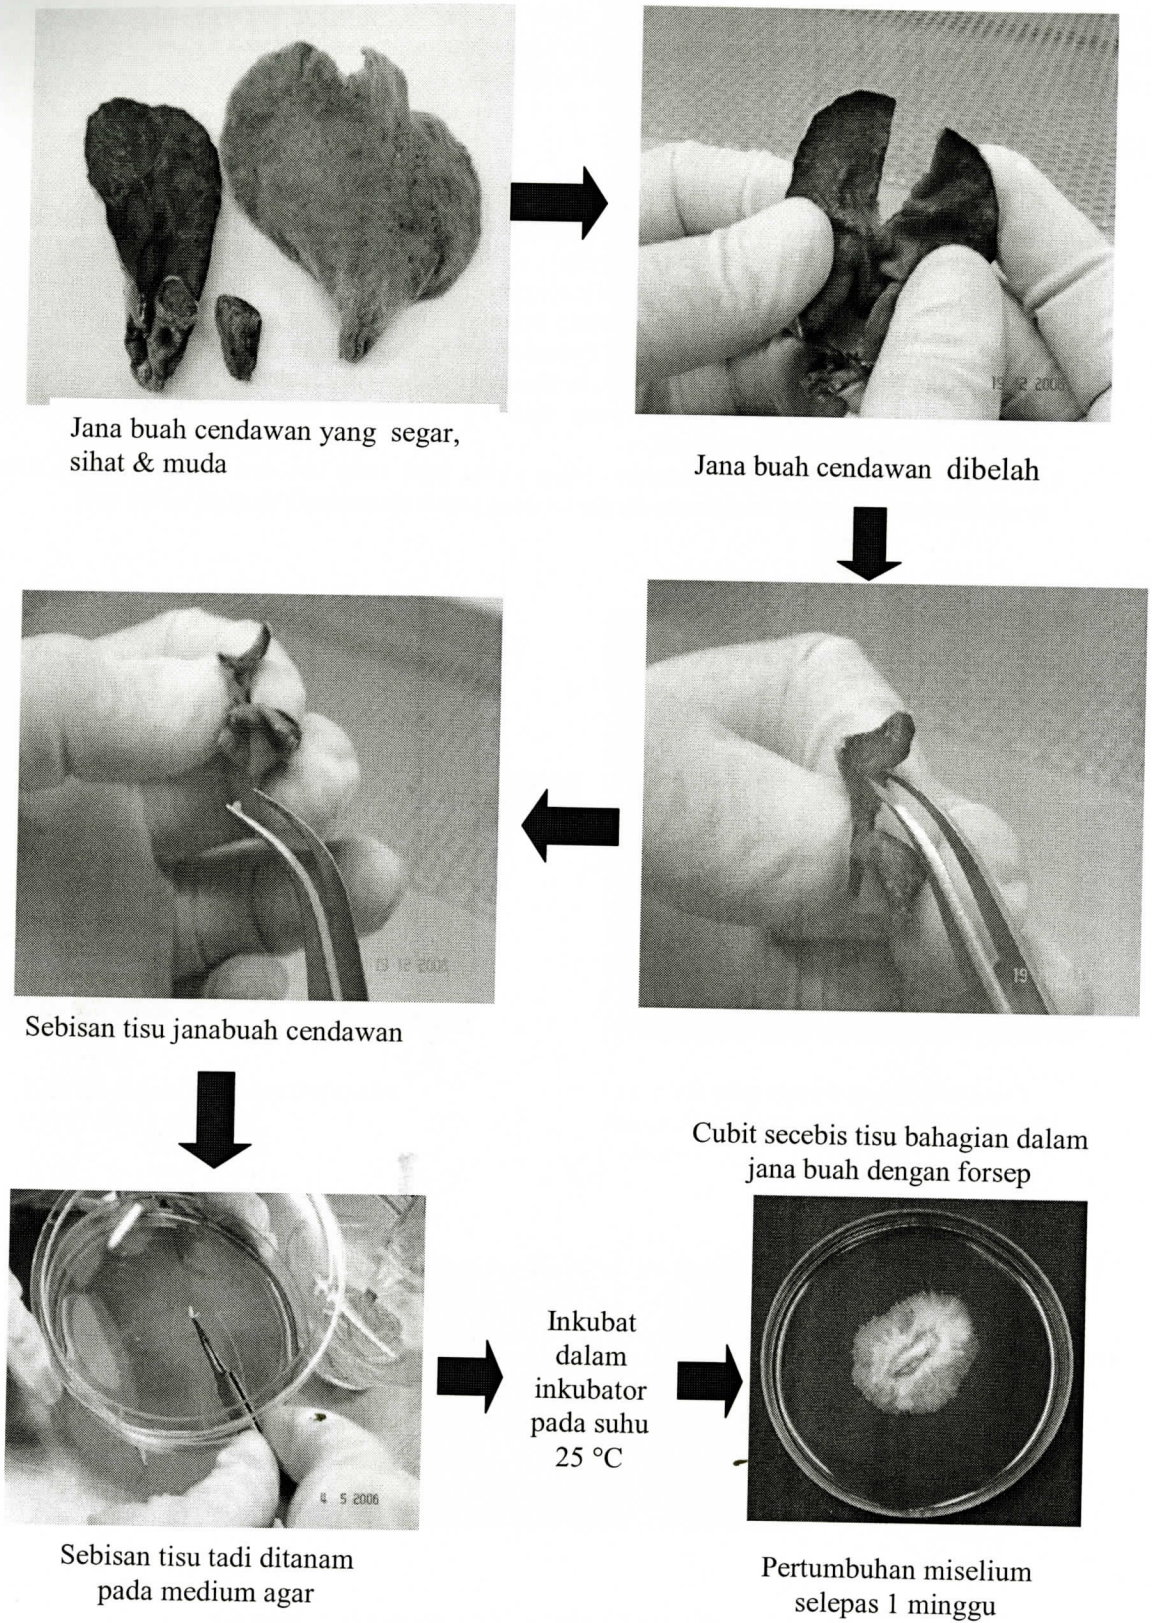 Jana buah cendawan yang segar,
sihat & muda
19 12 2006
Jana buah cendawan dibelah
19
Cubit secebis tisu bahagian dalam
jana buah dengan forsep
Sebisan tisu janabuah cendawan
4 5 2006
Sebisan tisu tadi ditanam
pada medium agar
Inkubat
dalam
inkubator
pada suhu
25 °C
Pertumbuhan miselium
selepas 1 minggu